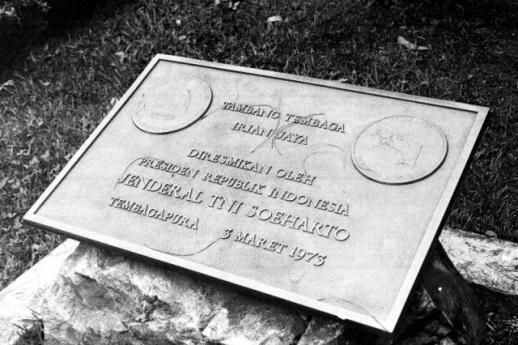 TAMBANG TEMBAGA
IRIAN JAYA
DIRESMIKAN OLEH
PRESIDEN REPUBLIK INDONESIA
JENDERAL TNI SOEHARTO
TEMBAGAPURA 3 MARET 1973